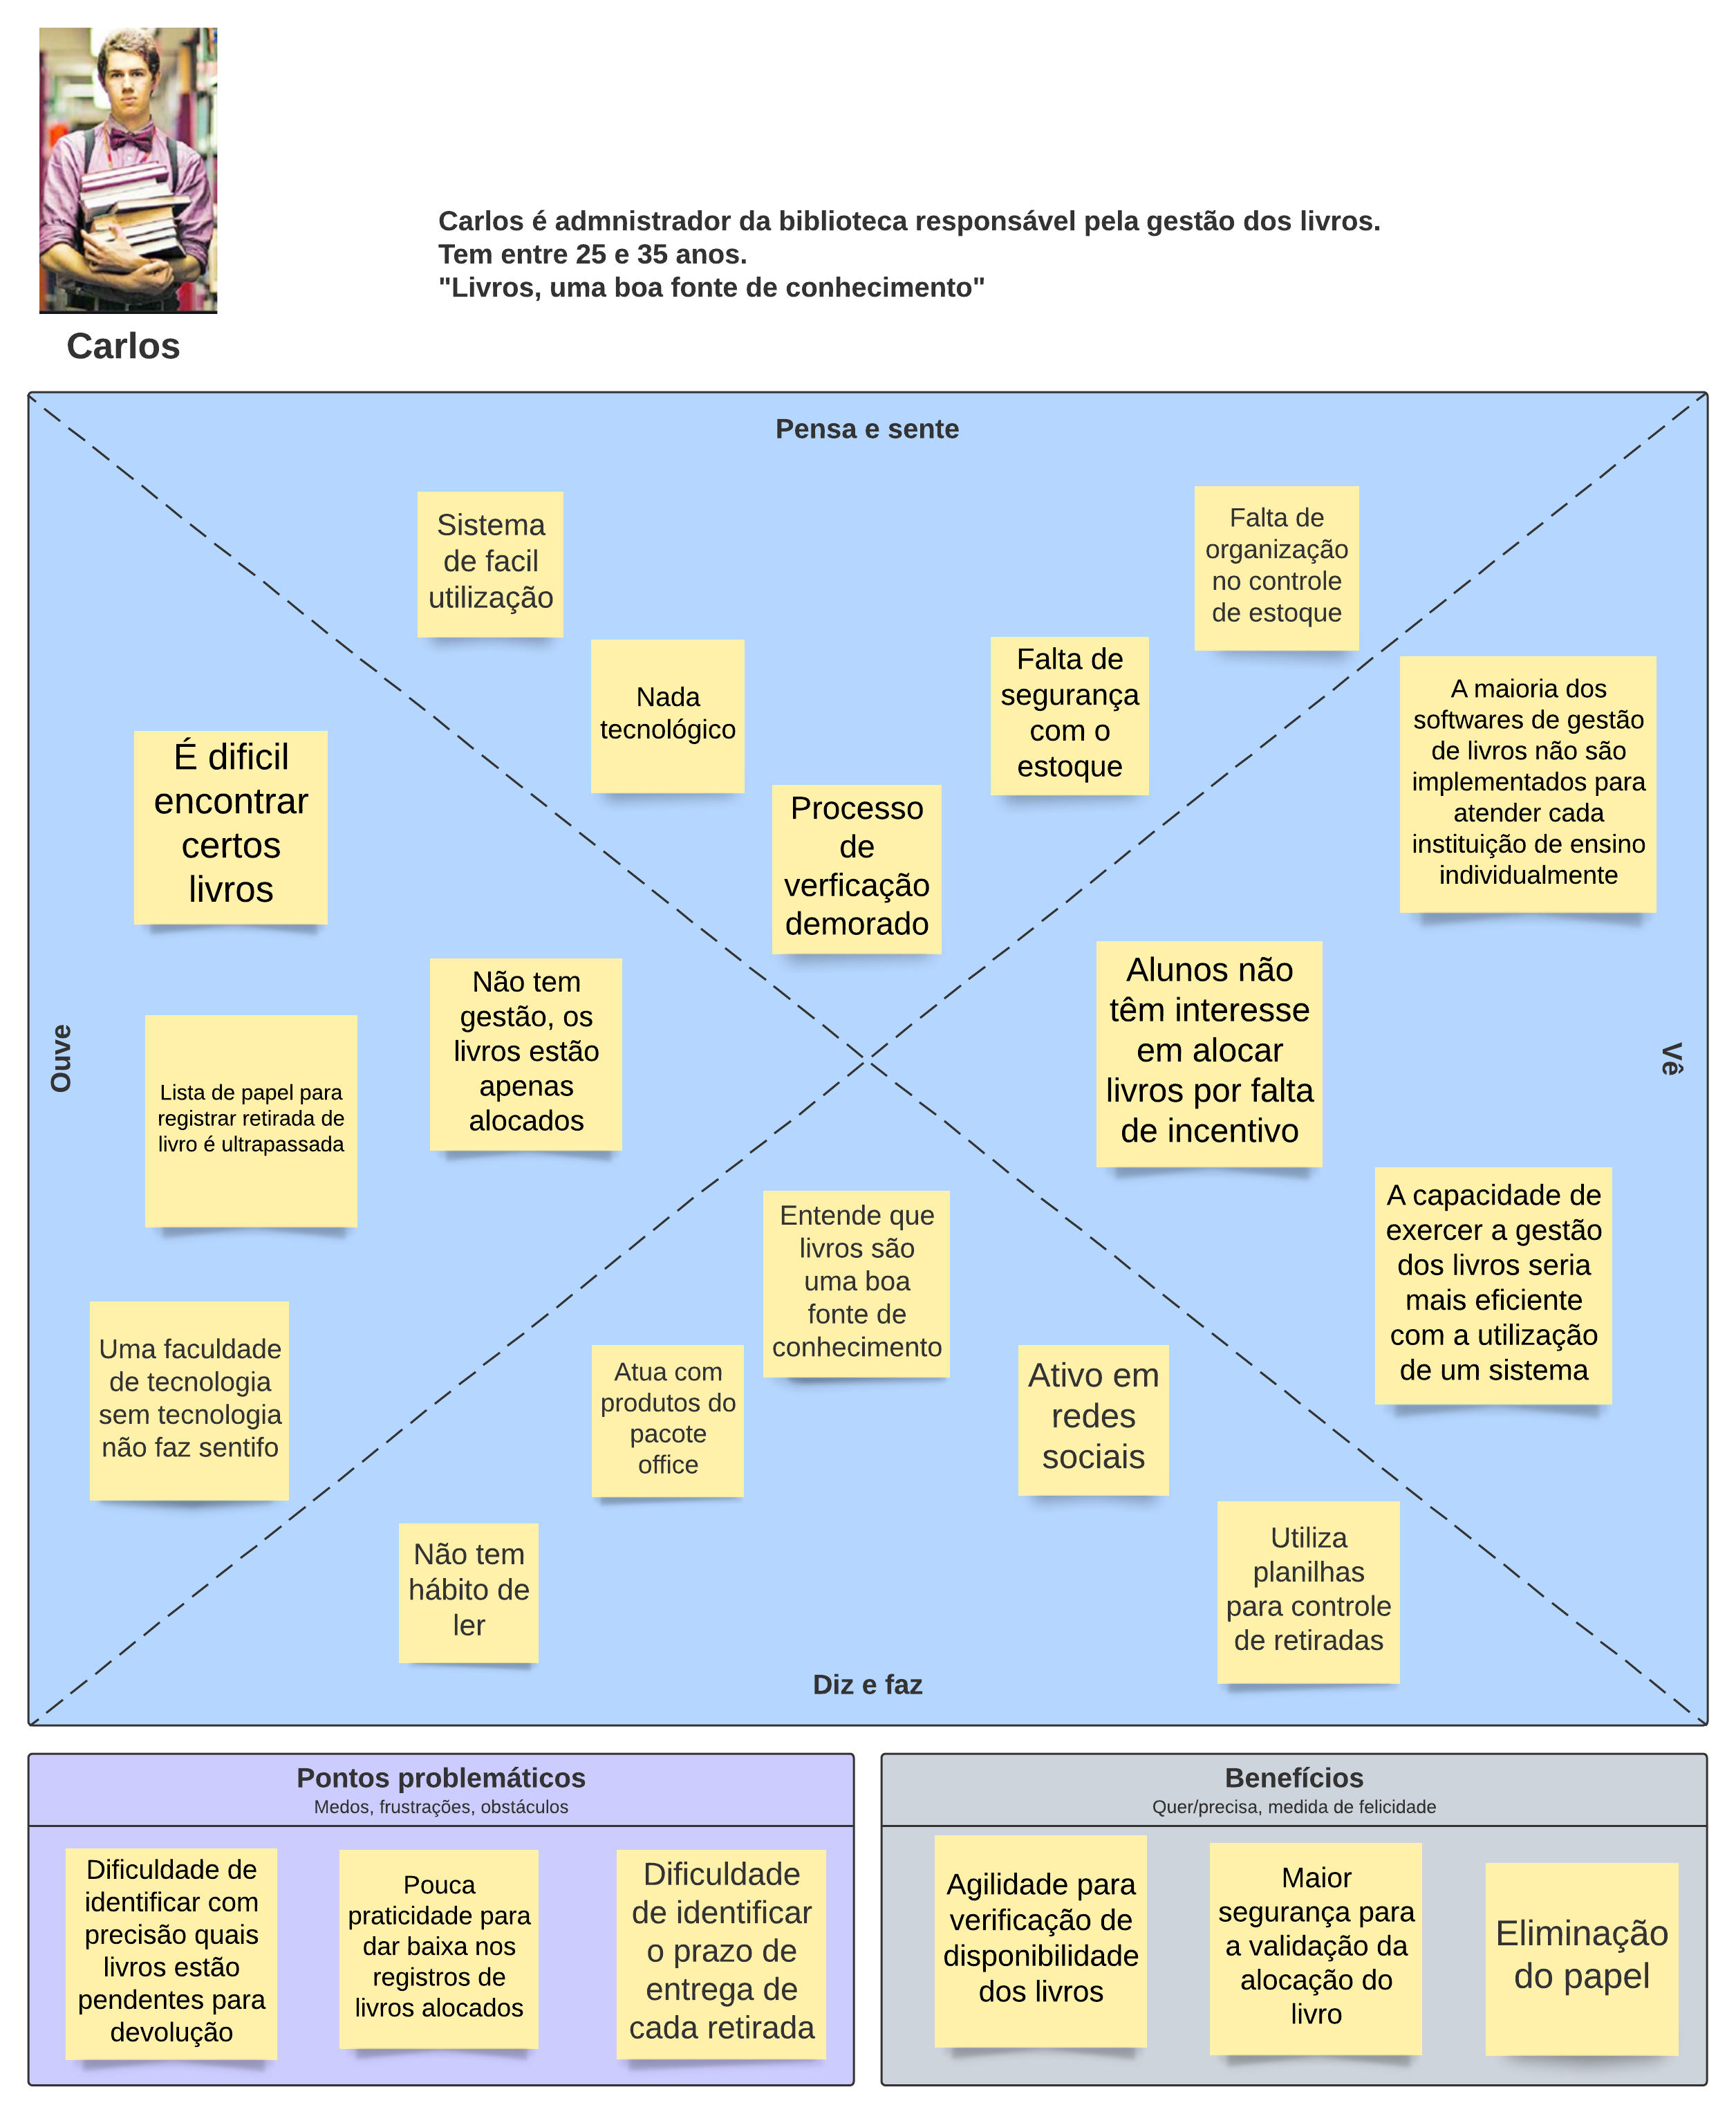 Carlos é admnistrador da biblioteca responsável pela gestão dos livros.
Tem entre 25 e 35 anos.
"Livros, uma boa fonte de conhecimento"
Carlos
Pensa e sente
Sistema
de facil
utilização
Nada
tecnológico
Processo
de
verficação
demorado
Falta de
segurança
com o
estoque
Falta de
organização
no controle
de estoque
Ouve
É dificil
encontrar
certos
livros
Não tem
gestão, os
livros estão
apenas
alocados
Lista de papel para
registrar retirada de
livro é ultrapassada
Uma faculdade
de tecnologia
sem tecnologia
não faz sentifo
Vê
A maioria dos
softwares de gestão
de livros não são
implementados para
atender cada
instituição de ensino
individualmente
Alunos não
têm interesse
em alocar
livros por falta
de incentivo
A capacidade de
exercer a gestão
dos livros seria
mais eficiente
com a utilização
de um sistema
Entende que
livros são
uma boa
fonte de
conhecimento
Atua com
produtos do
pacote
office
Ativo em
redes
sociais
Não tem
hábito de
ler
Utiliza
planilhas
para controle
de retiradas
Diz e faz
Pontos problemáticos
Medos, frustrações, obstáculos
Dificuldade de
identificar com
precisão quais
livros estão
pendentes para
devolução
Pouca
praticidade para
dar baixa nos
registros de
livros alocados
Dificuldade
de identificar
o prazo de
entrega de
cada retirada
Benefícios
Quer/precisa, medida de felicidade
Agilidade para
verificação de
disponibilidade
dos livros
Maior
segurança para
a validação da
alocação do
livro
Eliminação
do papel